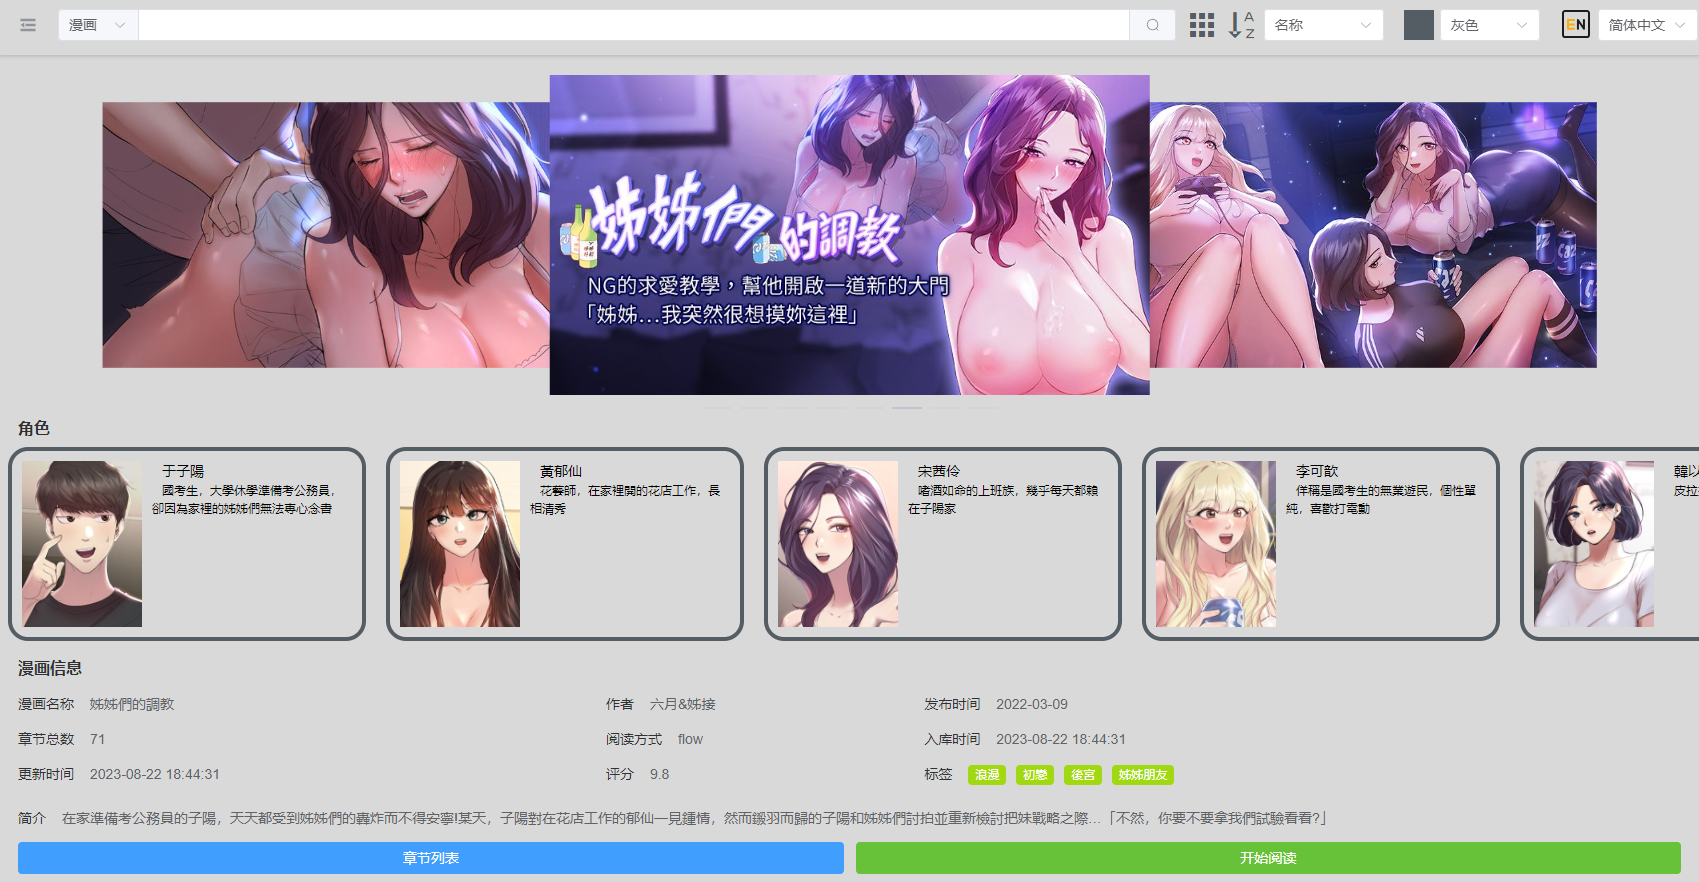 漫画
A
Z
名称
灰色
EN
简体中文
姊姊們的調教
NG的求愛教學，幫他開啟一道新的大門
「姊姊...我突然很想摸妳這裡」
角色
于子陽
國考生，大學休學準備考公務員，
卻因為家裡的姊姊們無法專心念書
黃郁仙
花藝師，在家裡開的花店工作，長
相清秀
宋茜伶
嗜酒如命的上班族，幾乎每天都賴
在子陽家
李可歆
佯稱是國考生的無業遊民，個性單
純，喜歡打電動
韓以
皮拉
漫画信息
漫画名称 姊姊們的調教
作者 六月&姊接
发布时间 2022-03-09
章节总数 71
阅读方式 flow
入库时间 2023-08-22 18:44:31
更新时间 2023-08-22 18:44:31
评分 9.8
标签 浪漫 初戀 後宮 姊姊朋友
简介 在家準備考公務員的子陽，天天都受到姊姊們的轟炸而不得安寧!某天，子陽對在花店工作的郁仙一見鍾情，然而鎩羽而歸的子陽和姊姊們討拍並重新檢討把妹戰略之際...「不然，你要不要拿我們試驗看看?」
章节列表
开始阅读